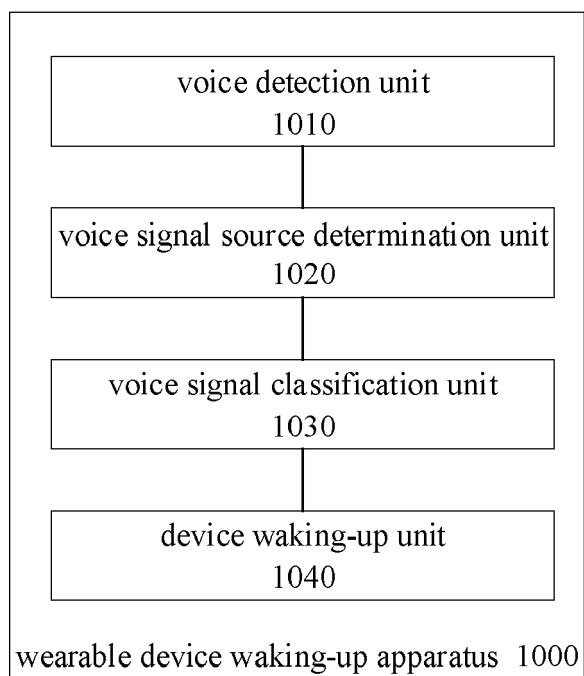 voice detection unit
1010
voice signal source determination unit
1020
voice signal classification unit
1030
device waking-up unit
1040
wearable device waking-up apparatus 1000